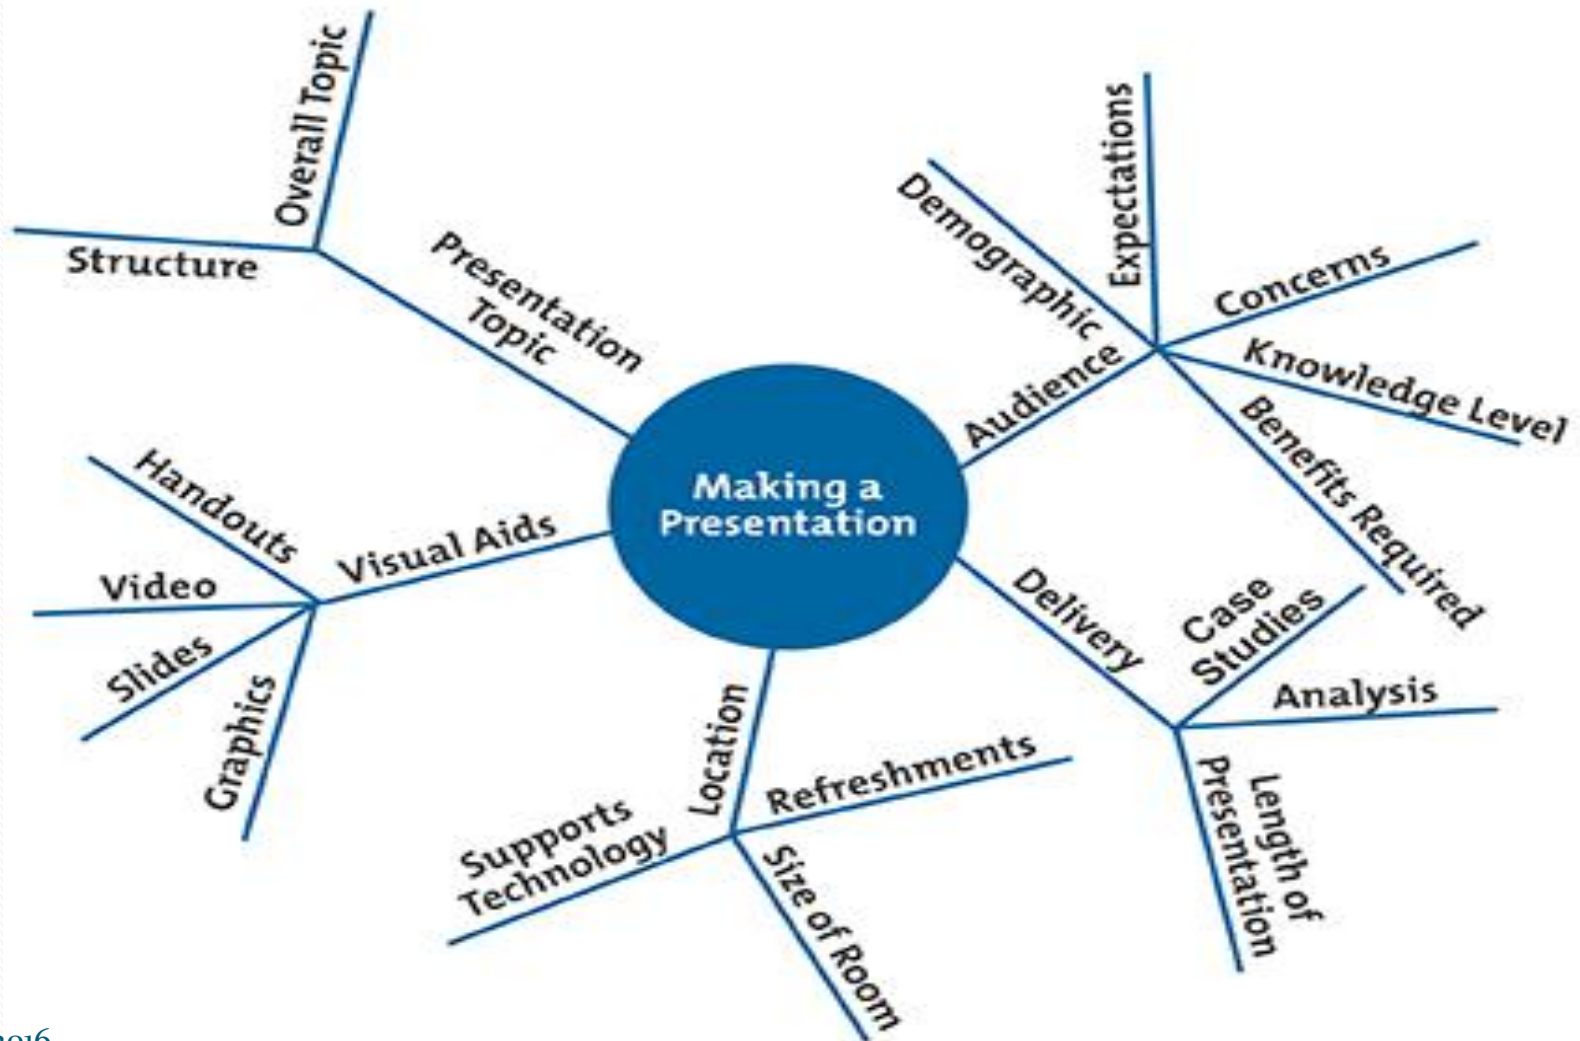 Making a
Presentation
Presentation
Topic
Overall Topic
Structure
Audience
Demographic
Expectations
Concerns
Knowledge Level
Benefits Required
Delivery
Case
Studies
Analysis
Length of
Presentation
Location
Refreshments
Size of Room
Supports
Technology
Visual Aids
Handouts
Video
Slides
Graphics